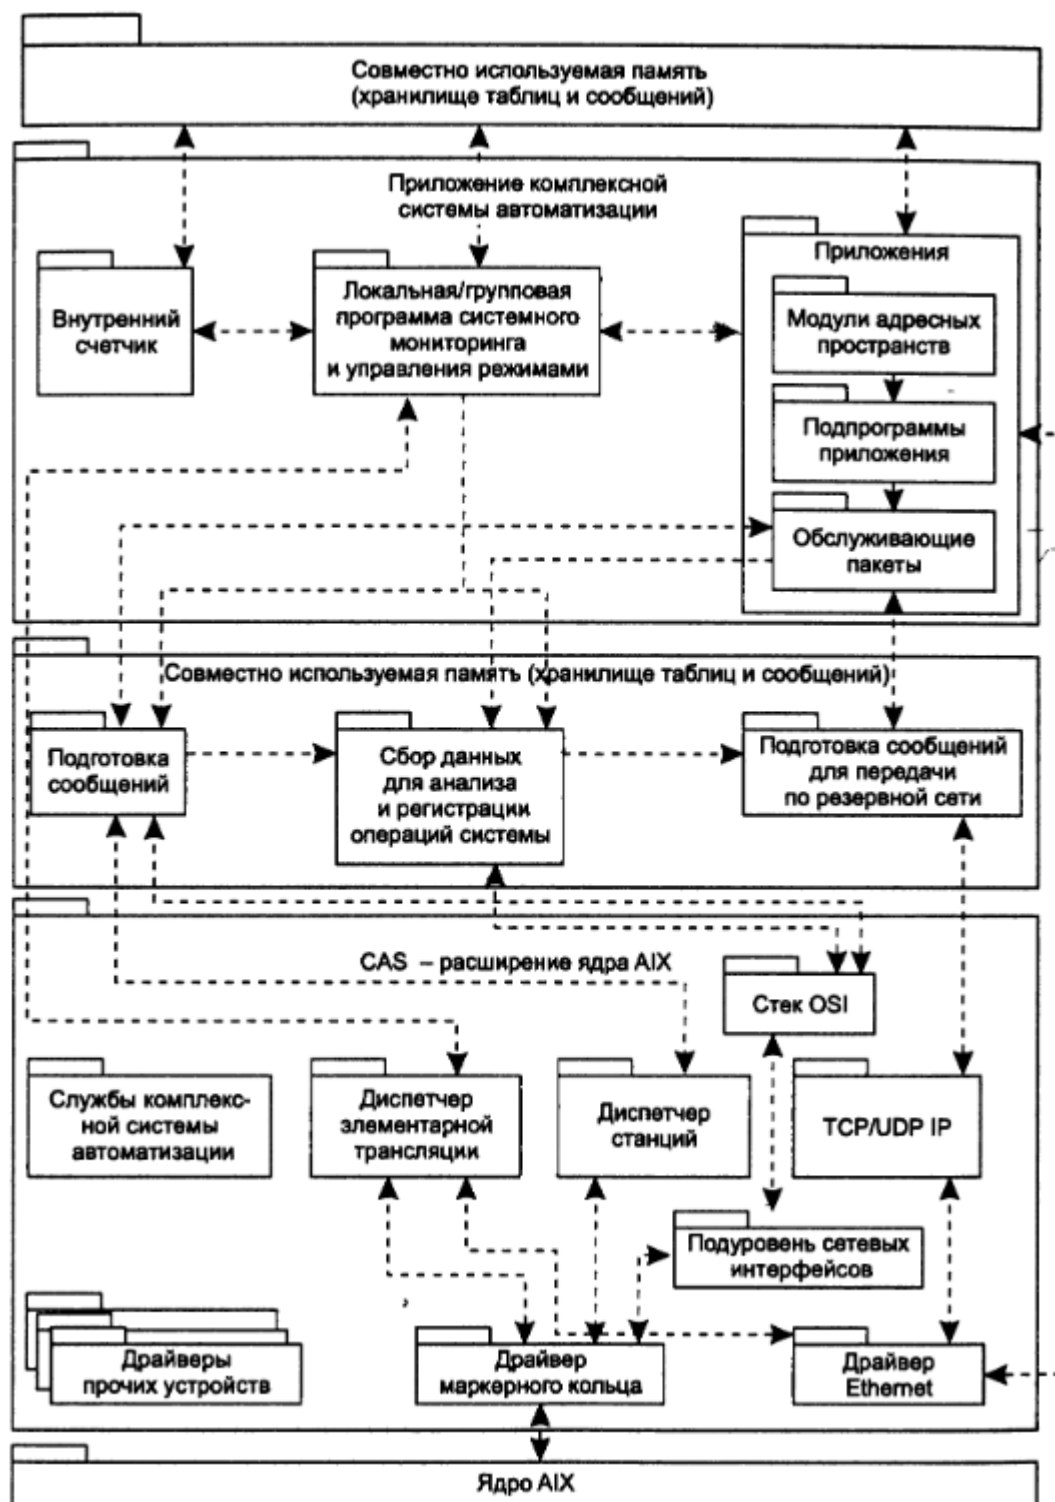 Совместно используемая память
(хранилище таблиц и сообщений)
Приложение комплексной
системы автоматизации
Внутренний
счетчик
Локальная/групповая
программа системного
мониторинга
и управления режимами
Приложения
Модули адресных
пространств
Подпрограммы
приложения
Обслуживающие
пакеты
Совместно используемая память (хранилище таблиц и сообщений)
Подготовка
сообщений
Сбор данных
для анализа
и регистрации
операций системы
Подготовка сообщений
для передачи
по резервной сети
CAS – расширение ядра AIX
Стек OSI
Службы комплекс-
ной системы
автоматизации
Диспетчер
элементарной
трансляции
Диспетчер
станций
TCP/UDP IP
Подуровень сетевых
интерфейсов
Драйверы
прочих устройств
Драйвер
маркерного кольца
Драйвер
Ethernet
Ядро AIX